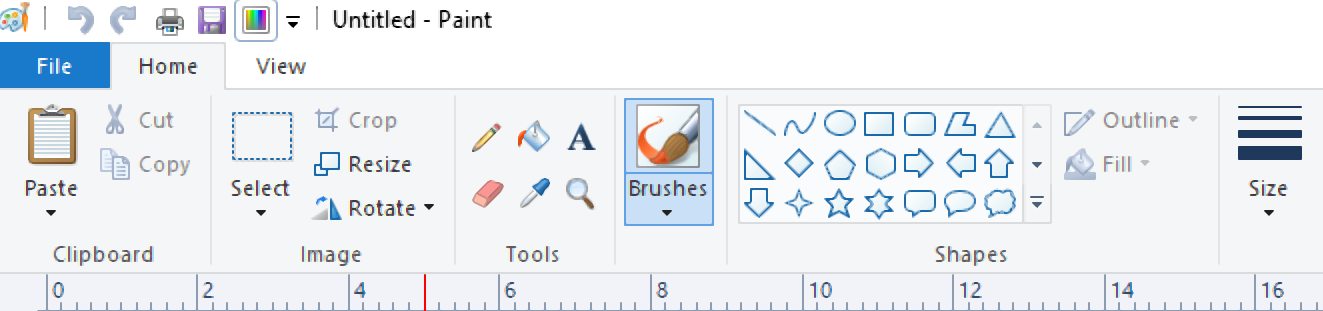 Untitled - Paint
File Home View
Paste
Cut
Copy
Clipboard
Select
Crop
Resize
Rotate
Image
A
Tools
Brushes
Outline
Fill
Shapes
Size
0 2 4 6 8 10 12 14 16